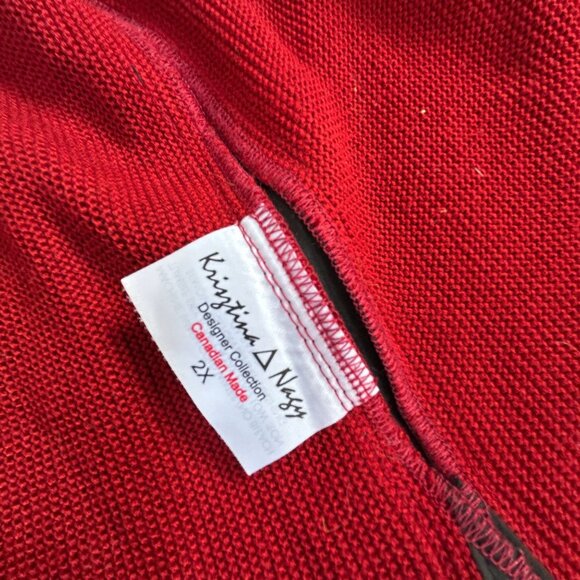 Krisztina Δ Nagy
Designer Collection
Canadian Made
2X